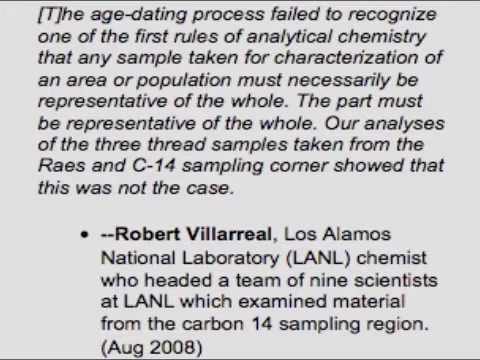 [T]he age-dating process failed to recognize
one of the first rules of analytical chemistry
that any sample taken for characterization of
an area or population must necessarily be
representative of the whole. The part must
be representative of the whole. Our analyses
of the three thread samples taken from the
Raes and C-14 sampling corner showed that
this was not the case.
• --Robert Villarreal, Los Alamos
National Laboratory (LANL) chemist
who headed a team of nine scientists
at LANL which examined material
from the carbon 14 sampling region.
(Aug 2008)